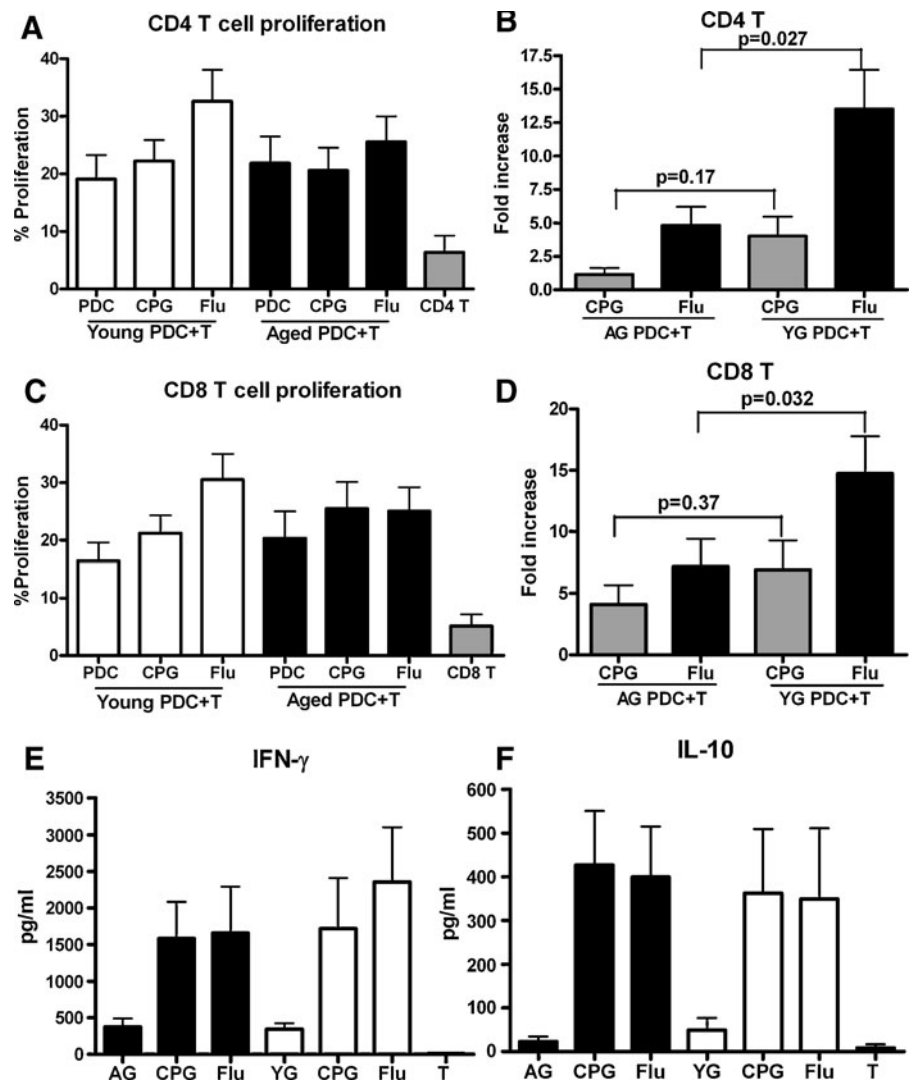 A
CD4 T cell proliferation
% Proliferation
40
30
20
10
0
PDC CPG Flu PDC CPG Flu CD4 T
Young PDC+T Aged PDC+T
B
CD4 T
p=0.027
p=0.17
Fold increase
17.5
15.0
12.5
10.0
7.5
5.0
2.5
0.0
CPG Flu CPG Flu
AG PDC+T YG PDC+T
C
CD8 T cell proliferation
%Proliferation
40
30
20
10
0
PDC CPG Flu PDC CPG Flu CD8 T
Young PDC+T Aged PDC+T
D
CD8 T
p=0.032
p=0.37
Fold increase
20
15
10
5
0
CPG Flu CPG Flu
AG PDC+T YG PDC+T
E
IFN-γ
pg/ml
3500
3000
2500
2000
1500
1000
500
0
AG CPG Flu YG CPG Flu T
F
IL-10
pg/ml
600
500
400
300
200
100
0
AG CPG Flu YG CPG Flu T